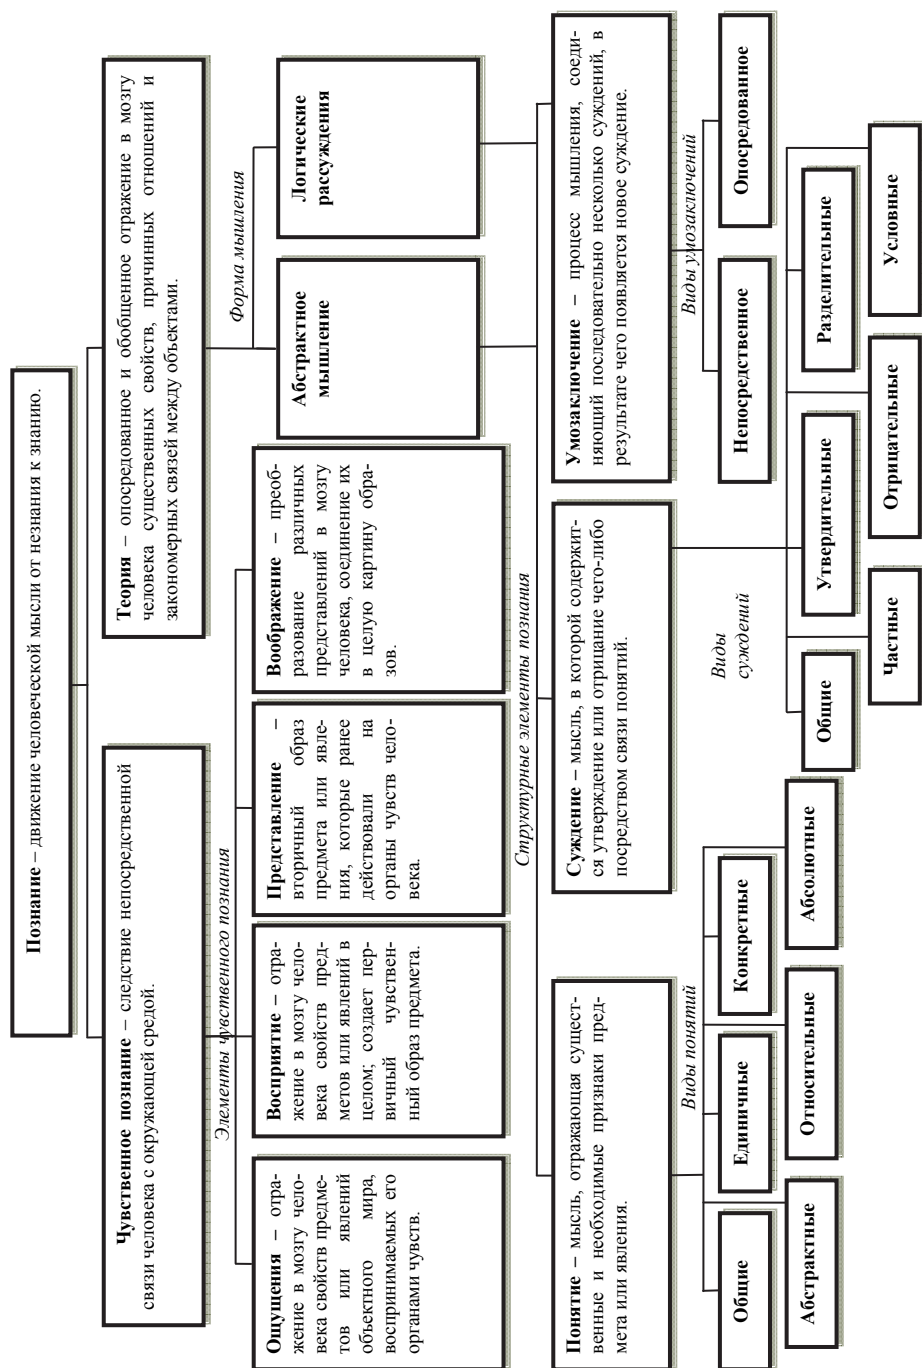 Познание – движение человеческой мысли от незнания к знанию.
Чувственное познание – следствие непосредственной
связи человека с окружающей средой.
Теория – опосредованное и обобщенное отражение в мозгу
человека существенных свойств, причинных отношений и
закономерных связей между объектами.
Элементы чувственного познания
Форма мышления
Ощущения – отра-
жение в мозгу чело-
века свойств предме-
тов или явлений
объектного мира,
воспринимаемых его
органами чувств.
Восприятие – отра-
жение в мозгу чело-
века свойств пред-
метов или явлений в
целом; создает пер-
вичный чувствен-
ный образ предмета.
Представление –
вторичный образ
предмета или явле-
ния, которые ранее
действовали на
органы чувств чело-
века.
Воображение – преоб-
разование различных
представлений в мозгу
человека, соединение их
в целую картину обра-
зов.
Абстрактное
мышление
Логические
рассуждения
Структурные элементы познания
Понятие – мысль, отражающая сущест-
венные и необходимые признаки пред-
мета или явления.
Суждение – мысль, в которой содержит-
ся утверждение или отрицание чего-либо
посредством связи понятий.
Умозаключение – процесс мышления, соеди-
няющий последовательно несколько суждений, в
результате чего появляется новое суждение.
Виды понятий
Виды
суждений
Виды умозаключений
Общие
Единичные
Конкретные
Абстрактные
Относительные
Абсолютные
Общие
Утвердительные
Разделительные
Частные
Отрицательные
Условные
Непосредственное
Опосредованное